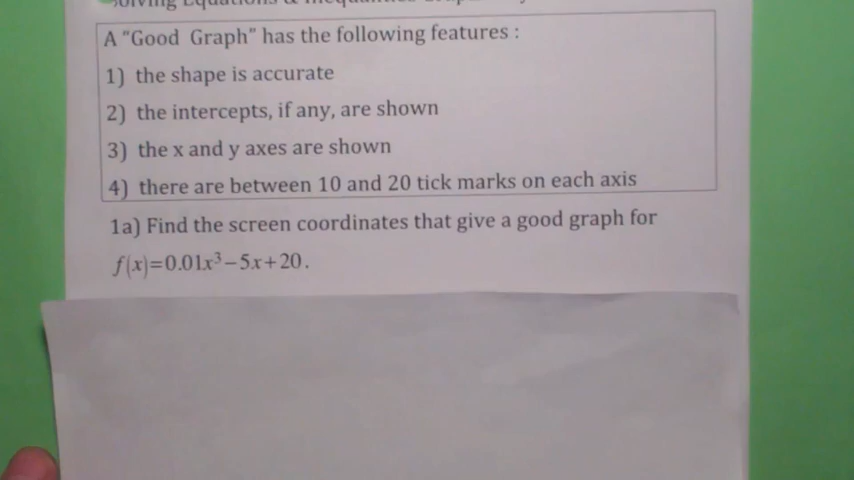 A "Good Graph" has the following features :
1) the shape is accurate
2) the intercepts, if any, are shown
3) the x and y axes are shown
4) there are between 10 and 20 tick marks on each axis
1a) Find the screen coordinates that give a good graph for
f(x)=0.01x³−5x+20.